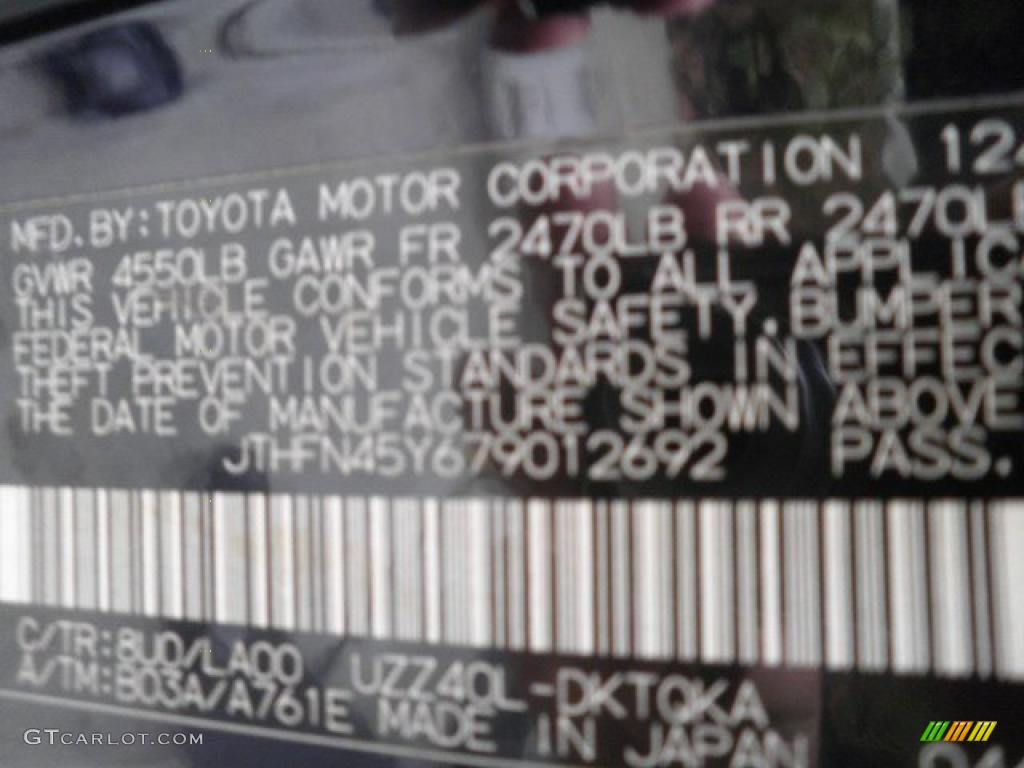 MFD. BY: TOYOTA MOTOR CORPORATION 12
GVWR 4550LB GAWR FR 2470LB RR 2470L
THIS VEHICLE CONFORMS TO ALL APPLIC
FEDERAL MOTOR VEHICLE SAFETY, BUMPER
THEFT PREVENTION STANDARDS IN EFFEC
THE DATE OF MANUFACTURE SHOWN ABOVE
JTHFN45Y679012692 PASS.
C/TR: 8U0/LA00 UZZ40L-DKTQKA
A/TM: B03A/A761E MADE IN JAPAN
GTCARLOT.COM